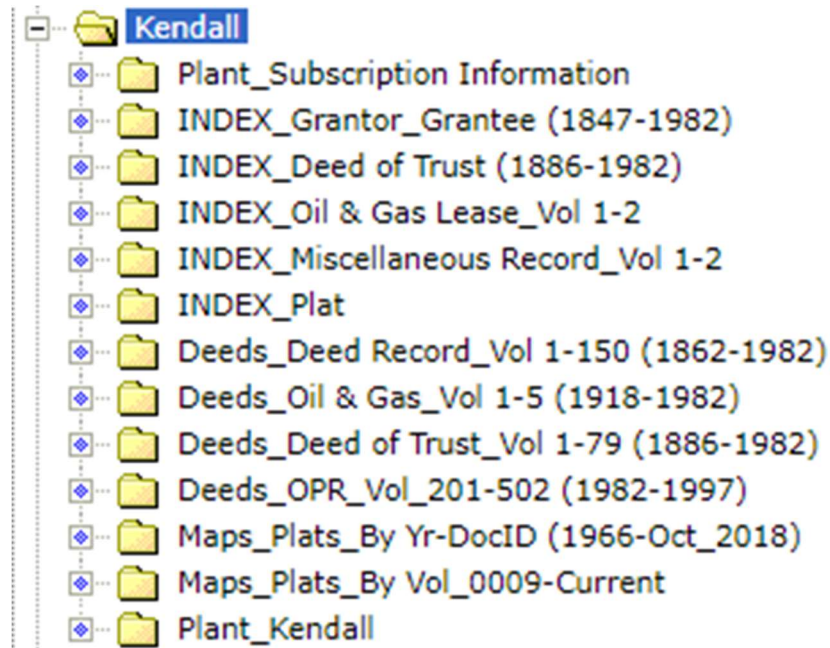 Kendall
Plant_Subscription Information
INDEX_Grantor_Grantee (1847-1982)
INDEX_Deed of Trust (1886-1982)
INDEX_Oil & Gas Lease_Vol 1-2
INDEX_Miscellaneous Record_Vol 1-2
INDEX_Plat
Deeds_Deed Record_Vol 1-150 (1862-1982)
Deeds_Oil & Gas_Vol 1-5 (1918-1982)
Deeds_Deed of Trust_Vol 1-79 (1886-1982)
Deeds_OPR_Vol_201-502 (1982-1997)
Maps_Plats_By Yr-DocID (1966-Oct_2018)
Maps_Plats_By Vol_0009-Current
Plant_Kendall